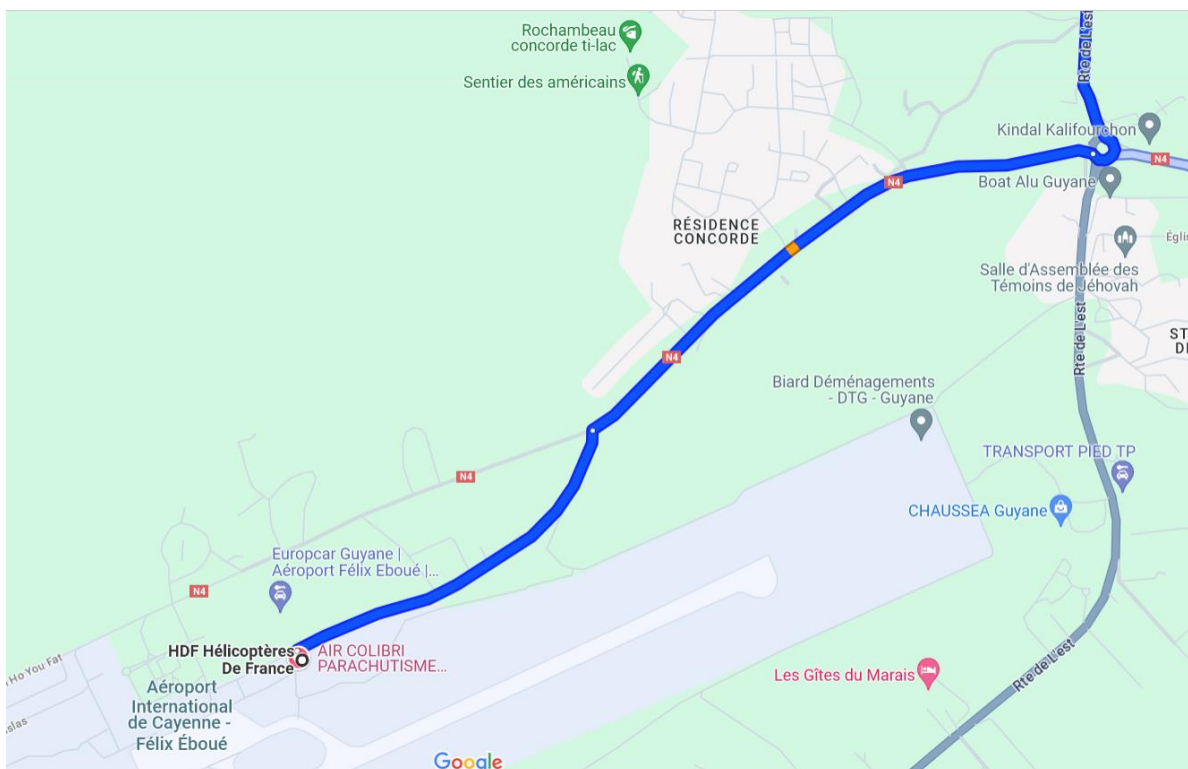 Rte de L'est
Rochambeau
concorde ti-lac
Sentier des américains
Kindal Kalifourchon
N4
N4
Boat Alu Guyane
RÉSIDENCE
CONCORDE
Églis
Salle d'Assemblée des
Témoins de Jéhovah
Rte de L'est
ST
DE
N4
Biard Déménagements
- DTG - Guyane
TRANSPORT PIED TP
N4
CHAUSSEA Guyane
Europcar Guyane |
Aéroport Félix Eboué |...
N4
HDF Hélicoptères
De France
AIR COLIBRI
PARACHUTISME...
Ho You Fat
Les Gîtes du Marais
Rte de L'est
Aéroport
International
de Cayenne -
Félix Éboué
Google